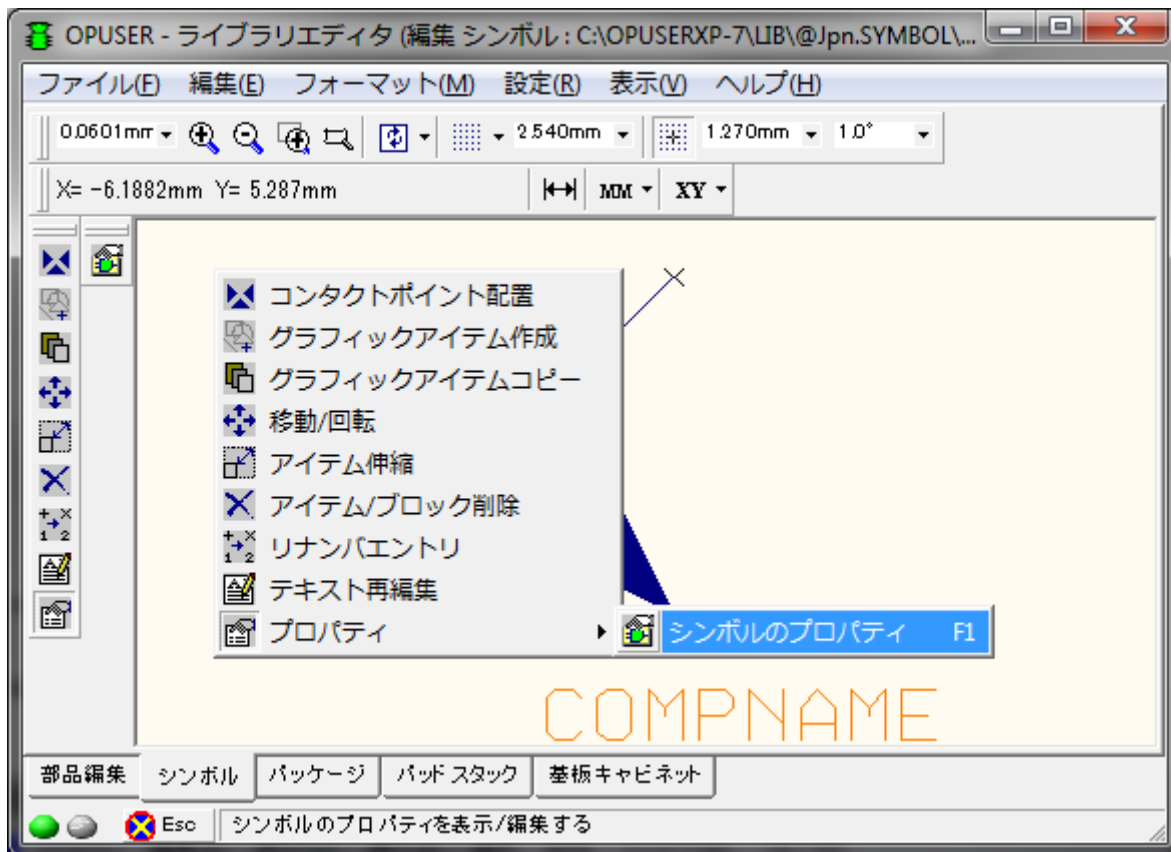 OPUSER - ライブラリエディタ (編集 シンボル : C:\OPUSERXP-7\LIB\@Jpn.SYMBOL\...
ファイル(F) 編集(E) フォーマット(M) 設定(R) 表示(V) ヘルプ(H)
0.0601mm 2.540mm 1.270mm 1.0°
X= -6.1882mm Y= 5.287mm MM XY
コンタクトポイント配置
グラフィックアイテム作成
グラフィックアイテムコピー
移動/回転
アイテム伸縮
アイテム/ブロック削除
リナンバエントリ
テキスト再編集
プロパティ シンボルのプロパティ F1
COMPNAME
部品編集 シンボル パッケージ パッド スタック 基板キャビネット
Esc シンボルのプロパティを表示/編集する